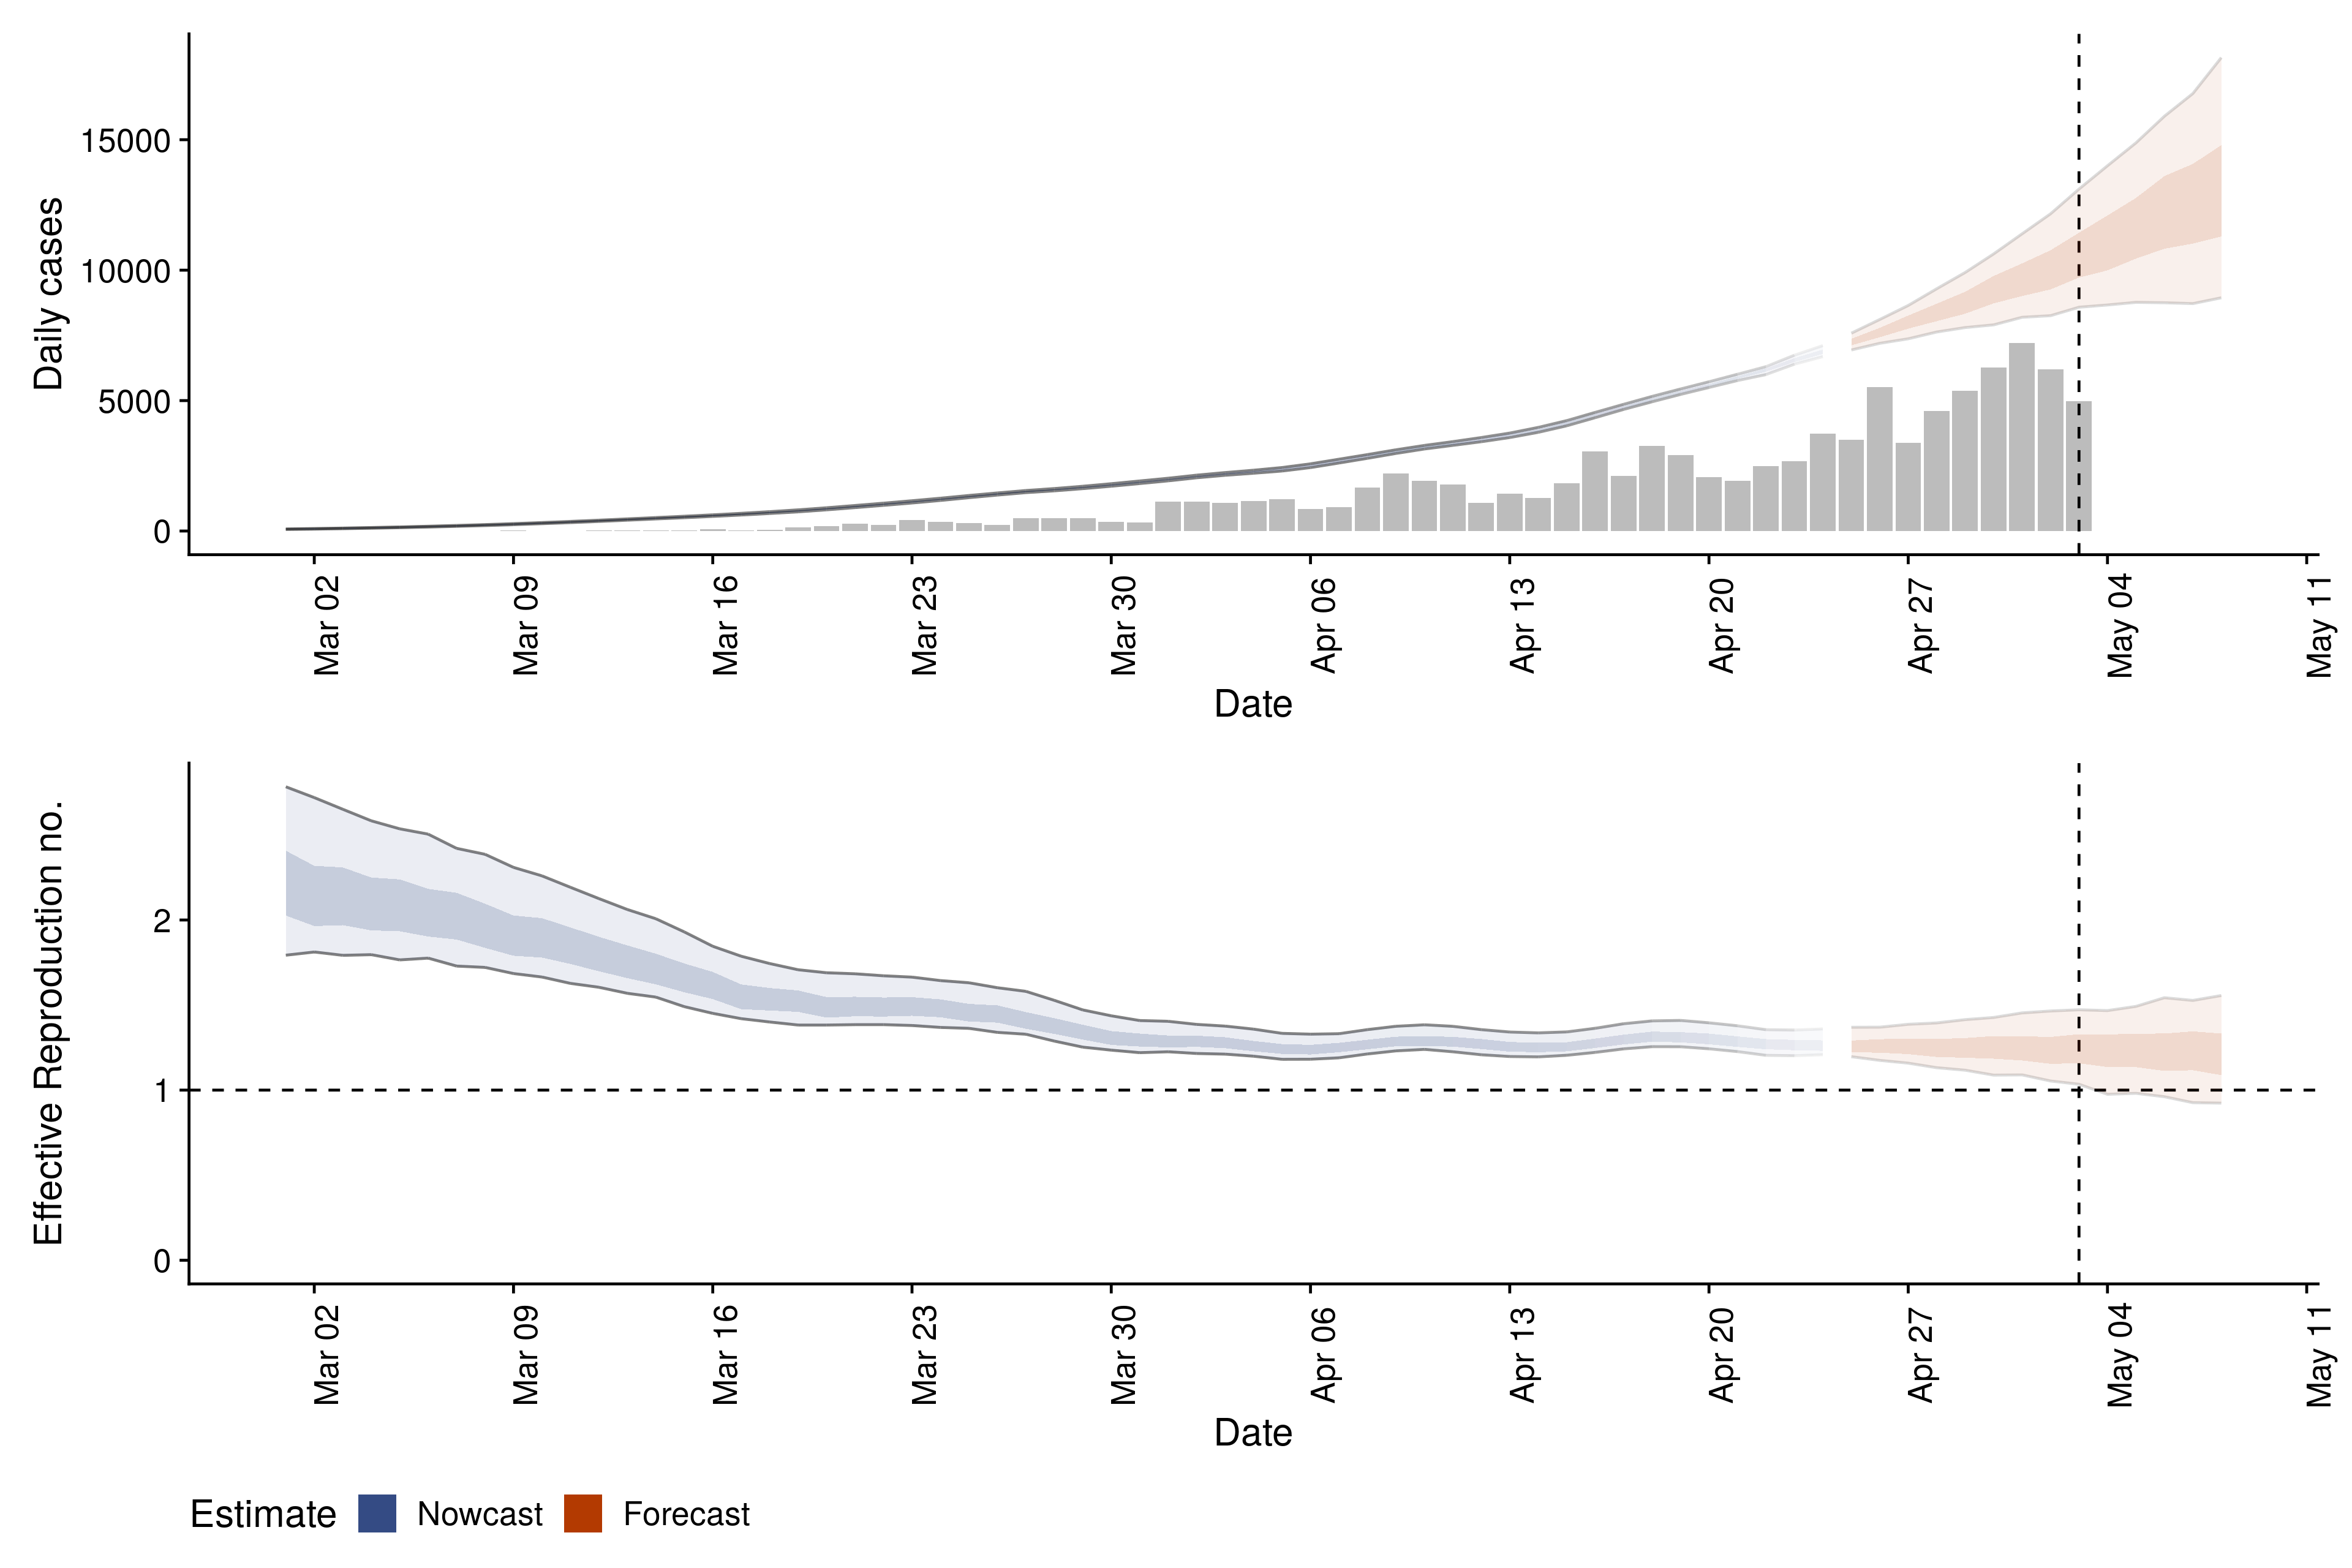 Daily cases
15000
10000
5000
0
Mar 02 Mar 09 Mar 16 Mar 23 Mar 30 Apr 06 Apr 13 Apr 20 Apr 27 May 04 May 11
Date
Effective Reproduction no.
2
1
0
Mar 02 Mar 09 Mar 16 Mar 23 Mar 30 Apr 06 Apr 13 Apr 20 Apr 27 May 04 May 11
Date
Estimate Nowcast Forecast